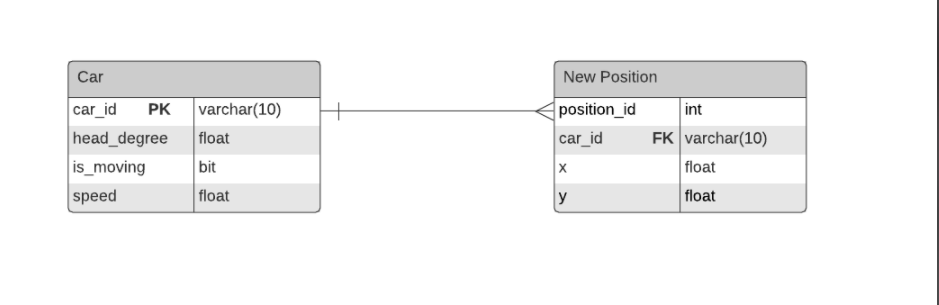 Car
car_id PK varchar(10)
head_degree float
is_moving bit
speed float
New Position
position_id int
car_id FK varchar(10)
x float
y float